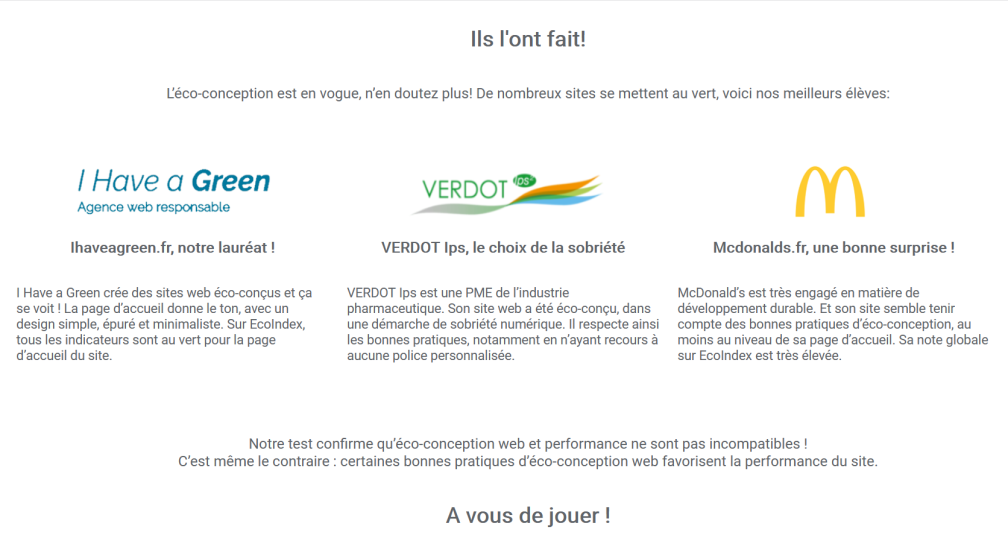 Ils l'ont fait!
L’éco-conception est en vogue, n’en doutez plus! De nombreux sites se mettent au vert, voici nos meilleurs élèves:
I Have a Green
Agence web responsable
Ihaveagreen.fr, notre lauréat !
I Have a Green crée des sites web éco-conçus et ça
se voit ! La page d’accueil donne le ton, avec un
design simple, épuré et minimaliste. Sur EcoIndex,
tous les indicateurs sont au vert pour la page
d’accueil du site.
VERDOT Ips
VERDOT Ips, le choix de la sobriété
VERDOT Ips est une PME de l’industrie
pharmaceutique. Son site web a été éco-conçu, dans
une démarche de sobriété numérique. Il respecte ainsi
les bonnes pratiques, notamment en n’ayant recours à
aucune police personnalisée.
Mcdonalds.fr, une bonne surprise !
McDonald’s est très engagé en matière de
développement durable. Et son site semble tenir
compte des bonnes pratiques d’éco-conception, au
moins au niveau de sa page d’accueil. Sa note globale
sur EcoIndex est très élevée.
Notre test confirme qu’éco-conception web et performance ne sont pas incompatibles !
C’est même le contraire : certaines bonnes pratiques d’éco-conception web favorisent la performance du site.
A vous de jouer !